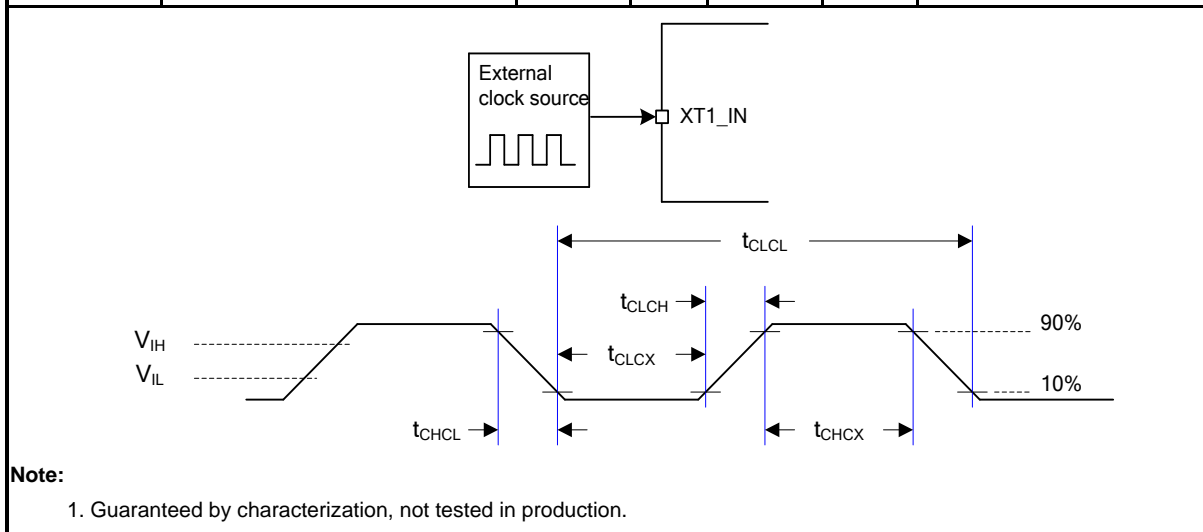 External
clock source
XT1_IN
tCLCL
tCLCH
90%
VIH
tCLCX
VIL
10%
tCHCL
tCHCX
Note:
1. Guaranteed by characterization, not tested in production.